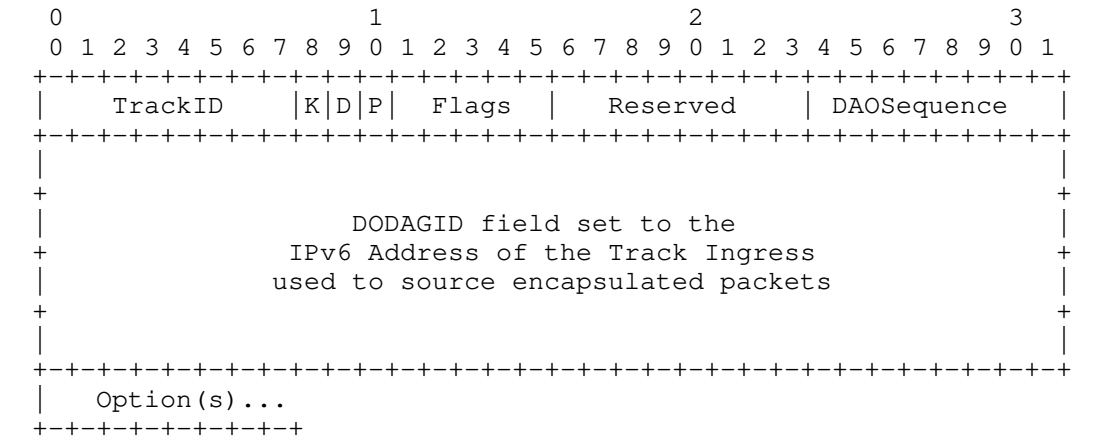 0                   1                   2                   3
0 1 2 3 4 5 6 7 8 9 0 1 2 3 4 5 6 7 8 9 0 1 2 3 4 5 6 7 8 9 0 1
+-+-+-+-+-+-+-+-+-+-+-+-+-+-+-+-+-+-+-+-+-+-+-+-+-+-+-+-+-+-+-+-+
|    TrackID    |K|D|P|  Flags  |   Reserved    | DAOSequence   |
+-+-+-+-+-+-+-+-+-+-+-+-+-+-+-+-+-+-+-+-+-+-+-+-+-+-+-+-+-+-+-+-+
|                                                               |
+                                                               +
|                   DODAGID field set to the                    |
+               IPv6 Address of the Track Ingress               +
|              used to source encapsulated packets              |
+                                                               +
|                                                               |
+-+-+-+-+-+-+-+-+-+-+-+-+-+-+-+-+-+-+-+-+-+-+-+-+-+-+-+-+-+-+-+-+
|   Option(s)...
+-+-+-+-+-+-+-+-+